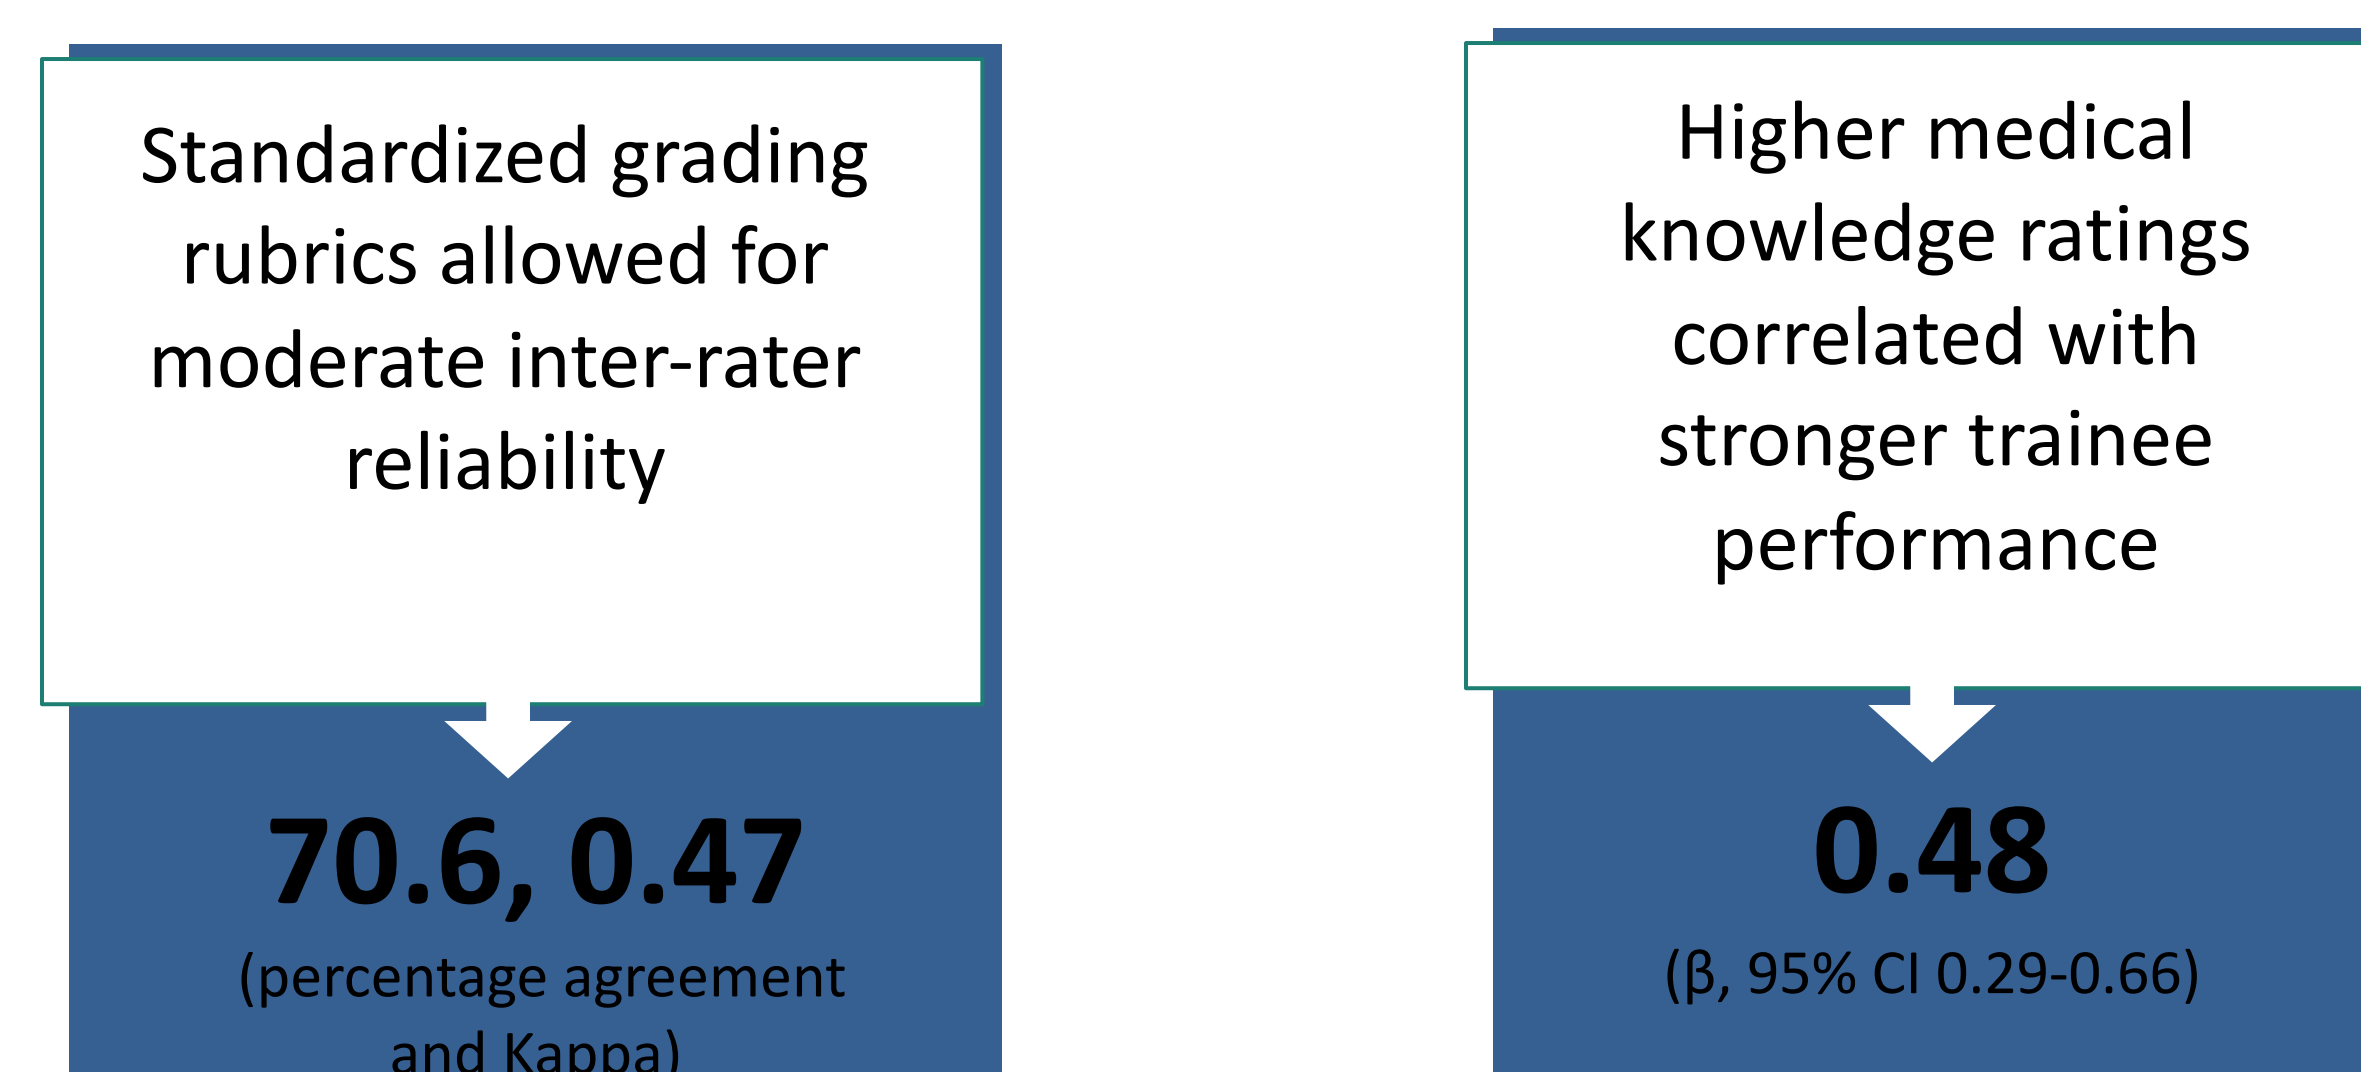 Standardized grading
rubrics allowed for
moderate inter-rater
reliability
70.6, 0.47
(percentage agreement
and Kappa)
Higher medical
knowledge ratings
correlated with
stronger trainee
performance
0.48
(β, 95% CI 0.29-0.66)